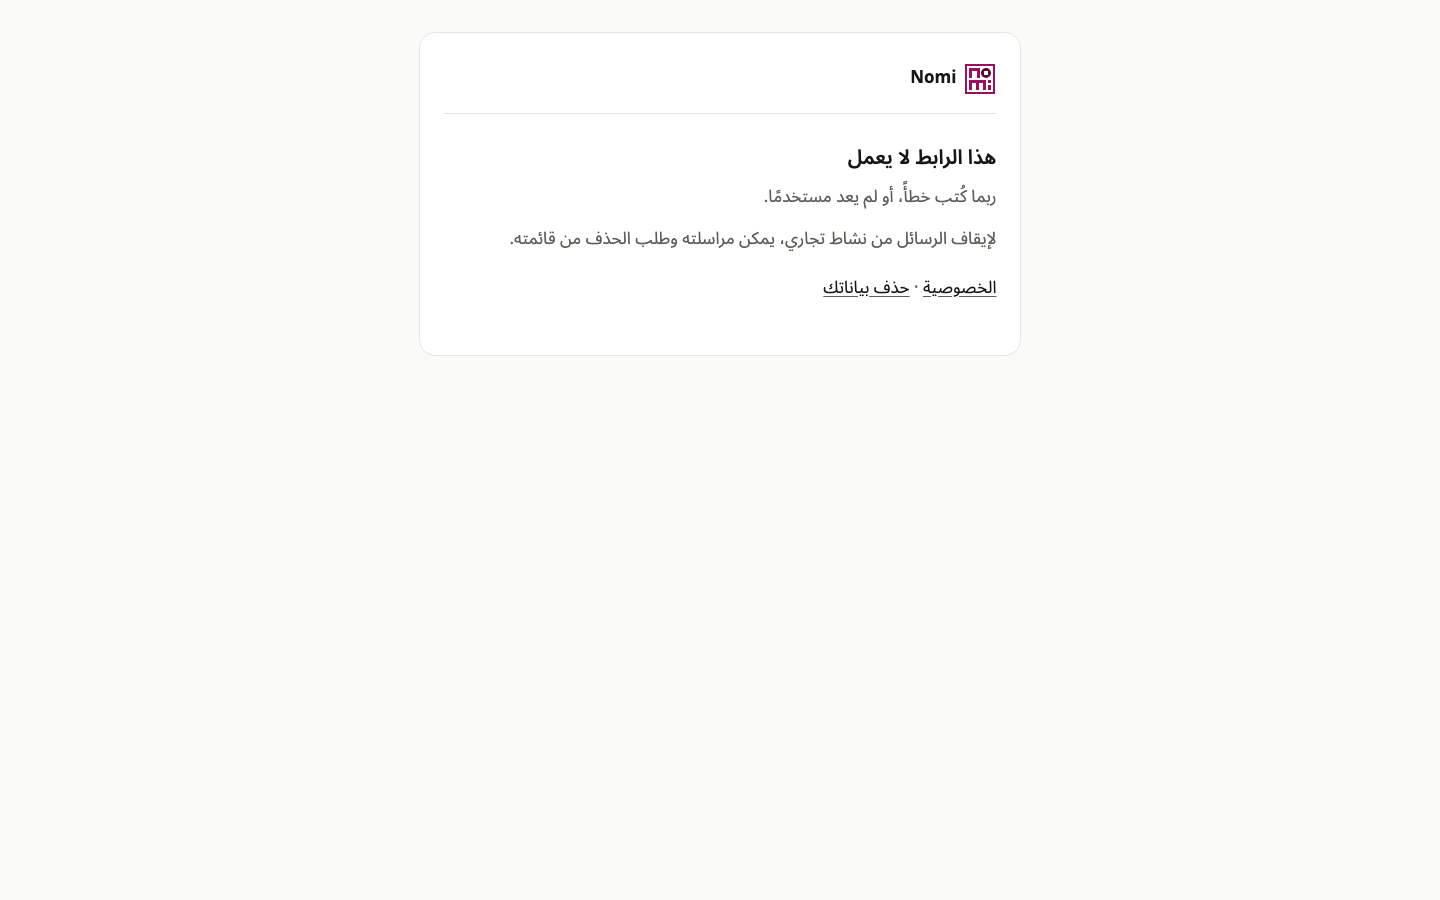 nomi Nomi
هذا الرابط لا يعمل
ربما كُتب خطأً، أو لم يعد مستخدمًا.
لإيقاف الرسائل من نشاط تجاري، يمكن مراسلته وطلب الحذف من قائمته.
الخصوصية · حذف بياناتك